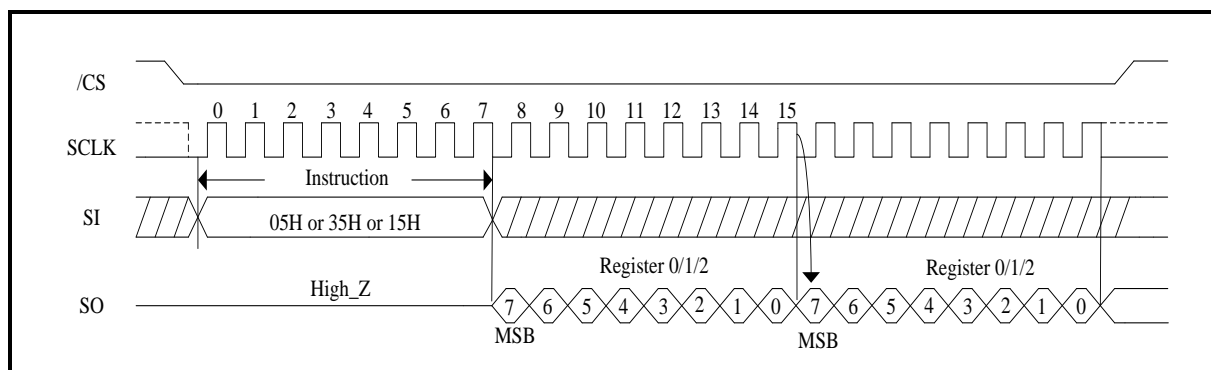 /CS
0 1 2 3 4 5 6 7 8 9 10 11 12 13 14 15
SCLK
Instruction
SI
05H or 35H or 15H
Register 0/1/2 Register 0/1/2
High_Z
SO
7 6 5 4 3 2 1 0 7 6 5 4 3 2 1 0
MSB MSB